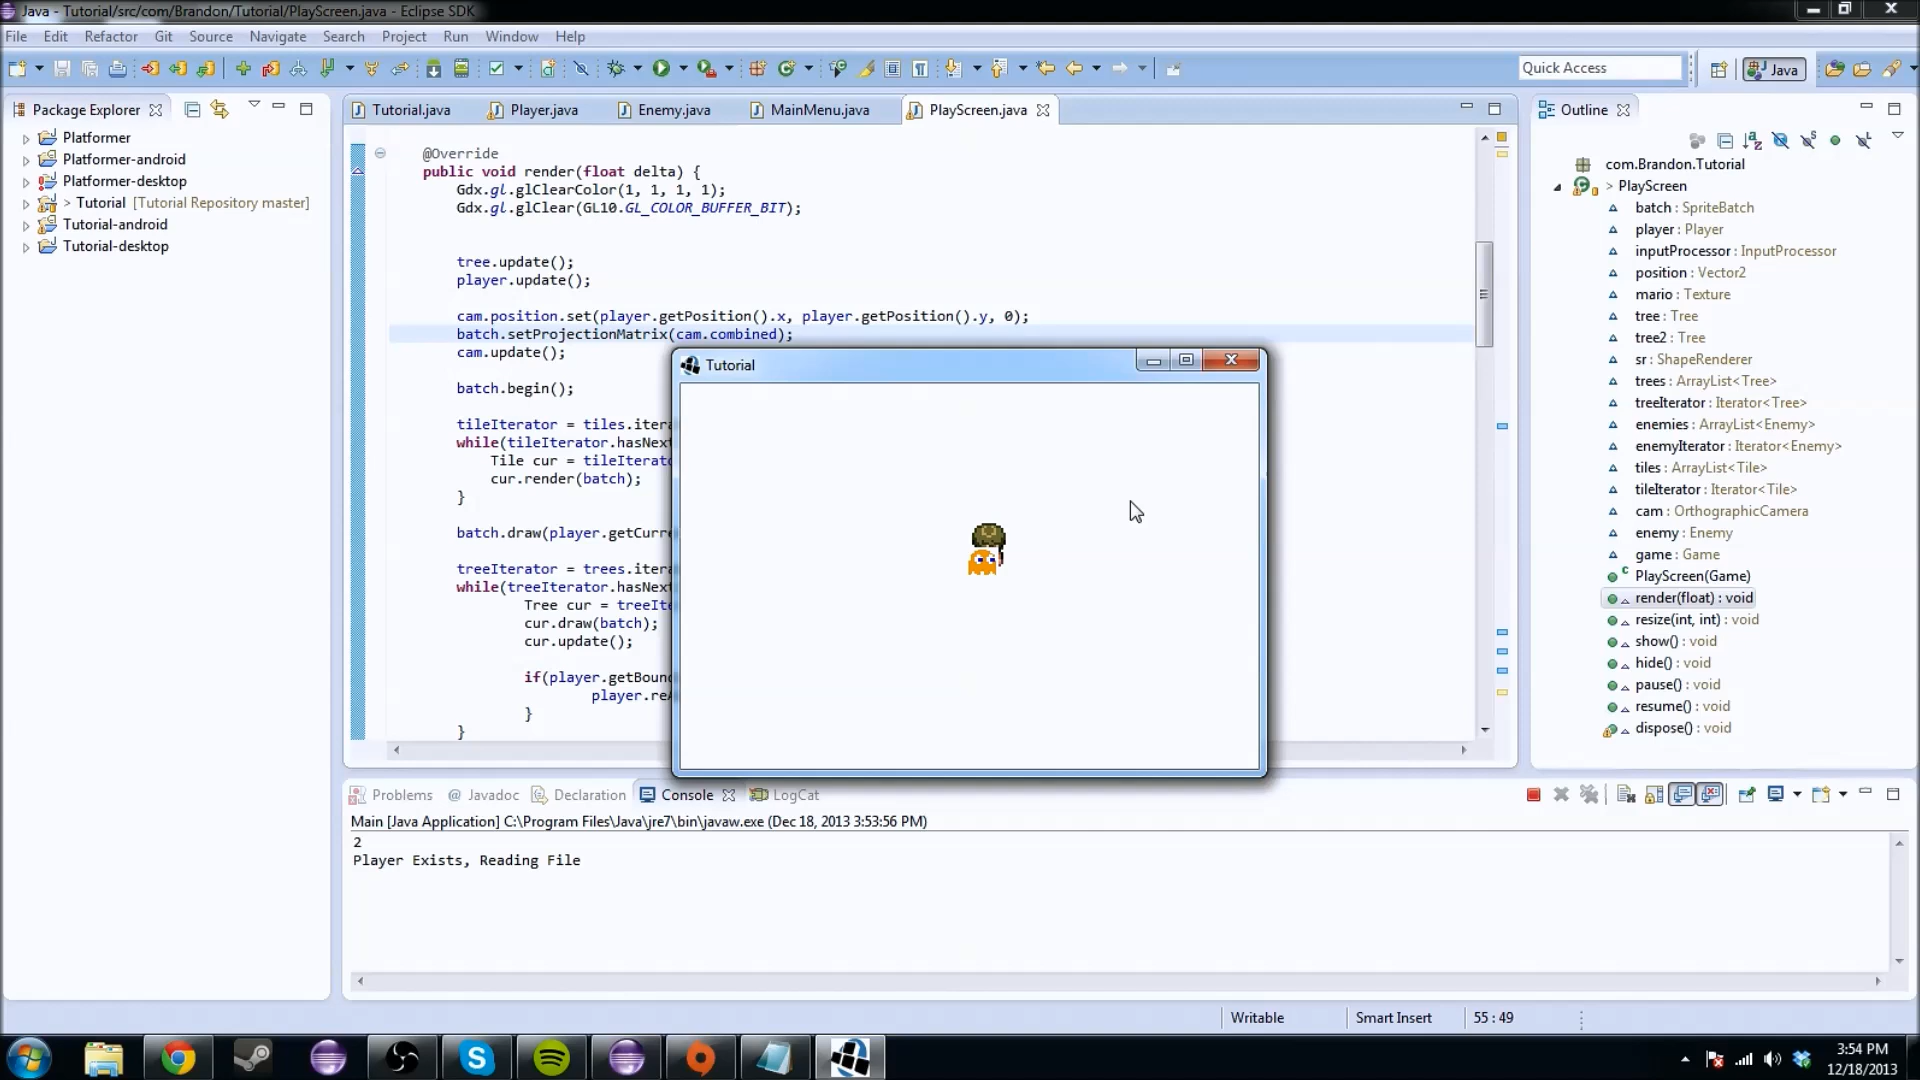 Java - Tutorial/src/com/Brandon/Tutorial/PlayScreen.java - Eclipse SDK
File Edit Refactor Git Source Navigate Search Project Run Window Help
Quick Access
Java
Package Explorer
Platformer
Platformer-android
Platformer-desktop
> Tutorial [Tutorial Repository master]
Tutorial-android
Tutorial-desktop
Tutorial.java Player.java Enemy.java MainMenu.java PlayScreen.java
@Override
public void render(float delta) {
Gdx.gl.glClearColor(1, 1, 1, 1);
Gdx.gl.glClear(GL10.GL_COLOR_BUFFER_BIT);
tree.update();
player.update();
cam.position.set(player.getPosition().x, player.getPosition().y, 0);
batch.setProjectionMatrix(cam.combined);
cam.update();
batch.begin();
tileIterator = tiles.itera
while(tileIterator.hasNext
Tile cur = tileIterato
cur.render(batch);
}
batch.draw(player.getCurre
treeIterator = trees.itera
while(treeIterator.hasNext
Tree cur = treeIte
cur.draw(batch);
cur.update();
if(player.getBoun
player.reA
}
}
Tutorial
Outline
com.Brandon.Tutorial
> PlayScreen
batch : SpriteBatch
player : Player
inputProcessor : InputProcessor
position : Vector2
mario : Texture
tree : Tree
tree2 : Tree
sr : ShapeRenderer
trees : ArrayList<Tree>
treeIterator : Iterator<Tree>
enemies : ArrayList<Enemy>
enemyIterator : Iterator<Enemy>
tiles : ArrayList<Tile>
tileIterator : Iterator<Tile>
cam : OrthographicCamera
enemy : Enemy
game : Game
PlayScreen(Game)
render(float) : void
resize(int, int) : void
show() : void
hide() : void
pause() : void
resume() : void
dispose() : void
Problems @ Javadoc Declaration Console LogCat
Main [Java Application] C:\Program Files\Java\jre7\bin\javaw.exe (Dec 18, 2013 3:53:56 PM)
2
Player Exists, Reading File
Writable Smart Insert 55 : 49
3:54 PM
12/18/2013